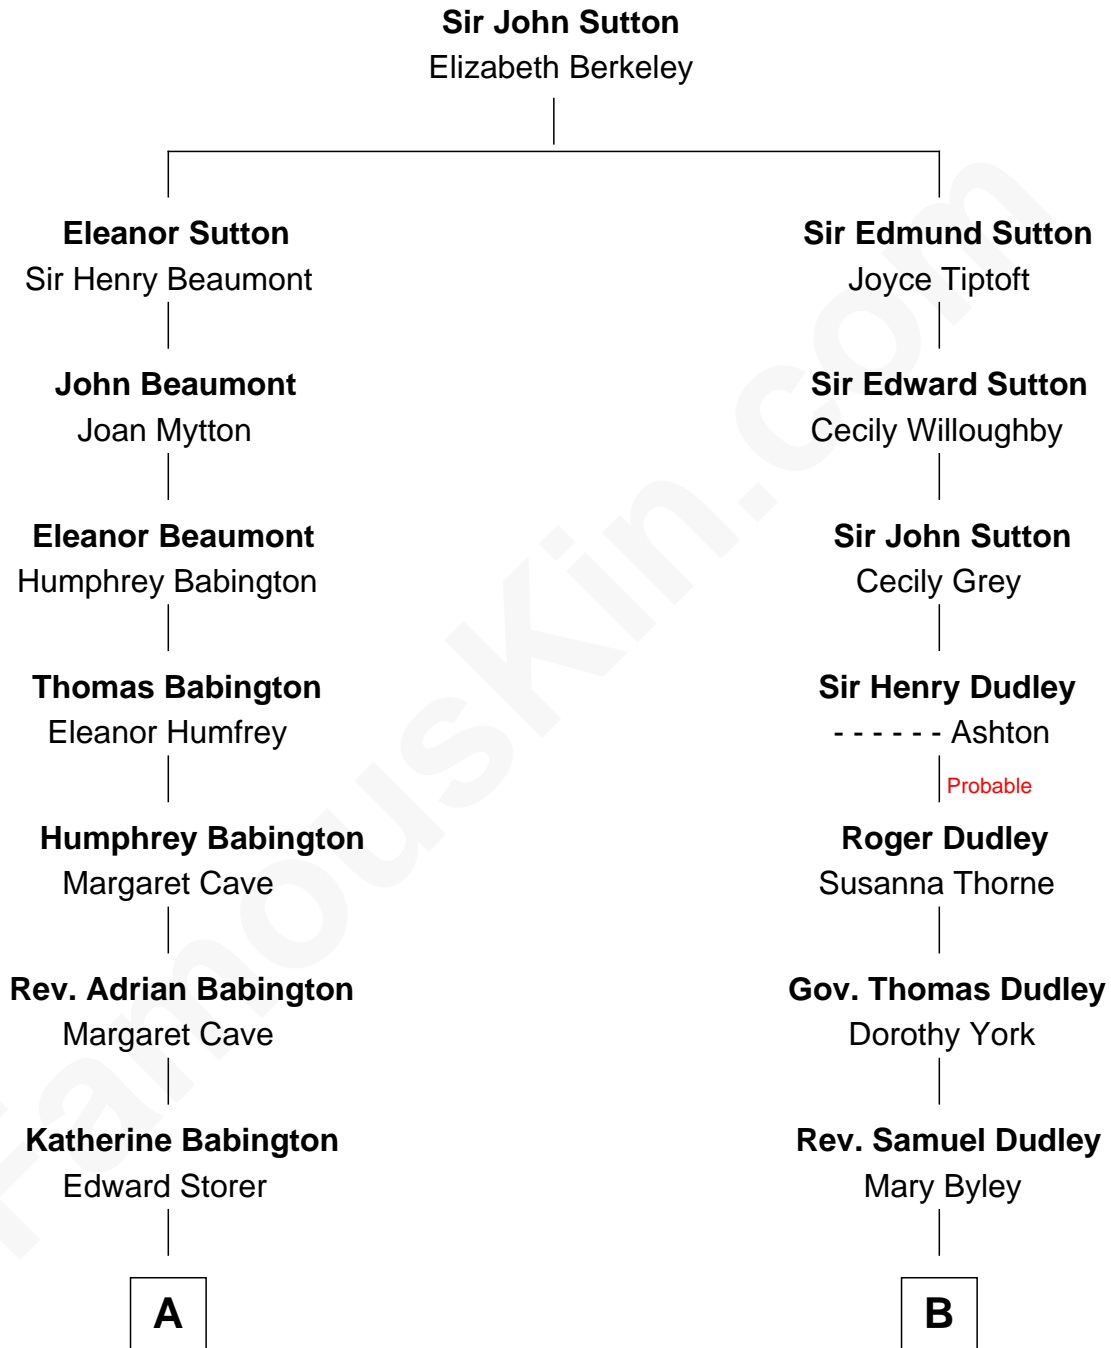 Sir John Sutton
Elizabeth Berkeley
Eleanor Sutton
Sir Henry Beaumont
John Beaumont
Joan Mytton
Eleanor Beaumont
Humphrey Babington
Thomas Babington
Eleanor Humfrey
Humphrey Babington
Margaret Cave
Rev. Adrian Babington
Margaret Cave
Katherine Babington
Edward Storer
A
Sir Edmund Sutton
Joyce Tiptoft
Sir Edward Sutton
Cecily Willoughby
Sir John Sutton
Cecily Grey
Sir Henry Dudley
- - - - - - Ashton
Probable
Roger Dudley
Susanna Thorne
Gov. Thomas Dudley
Dorothy York
Rev. Samuel Dudley
Mary Byley
B
FamousKin.com